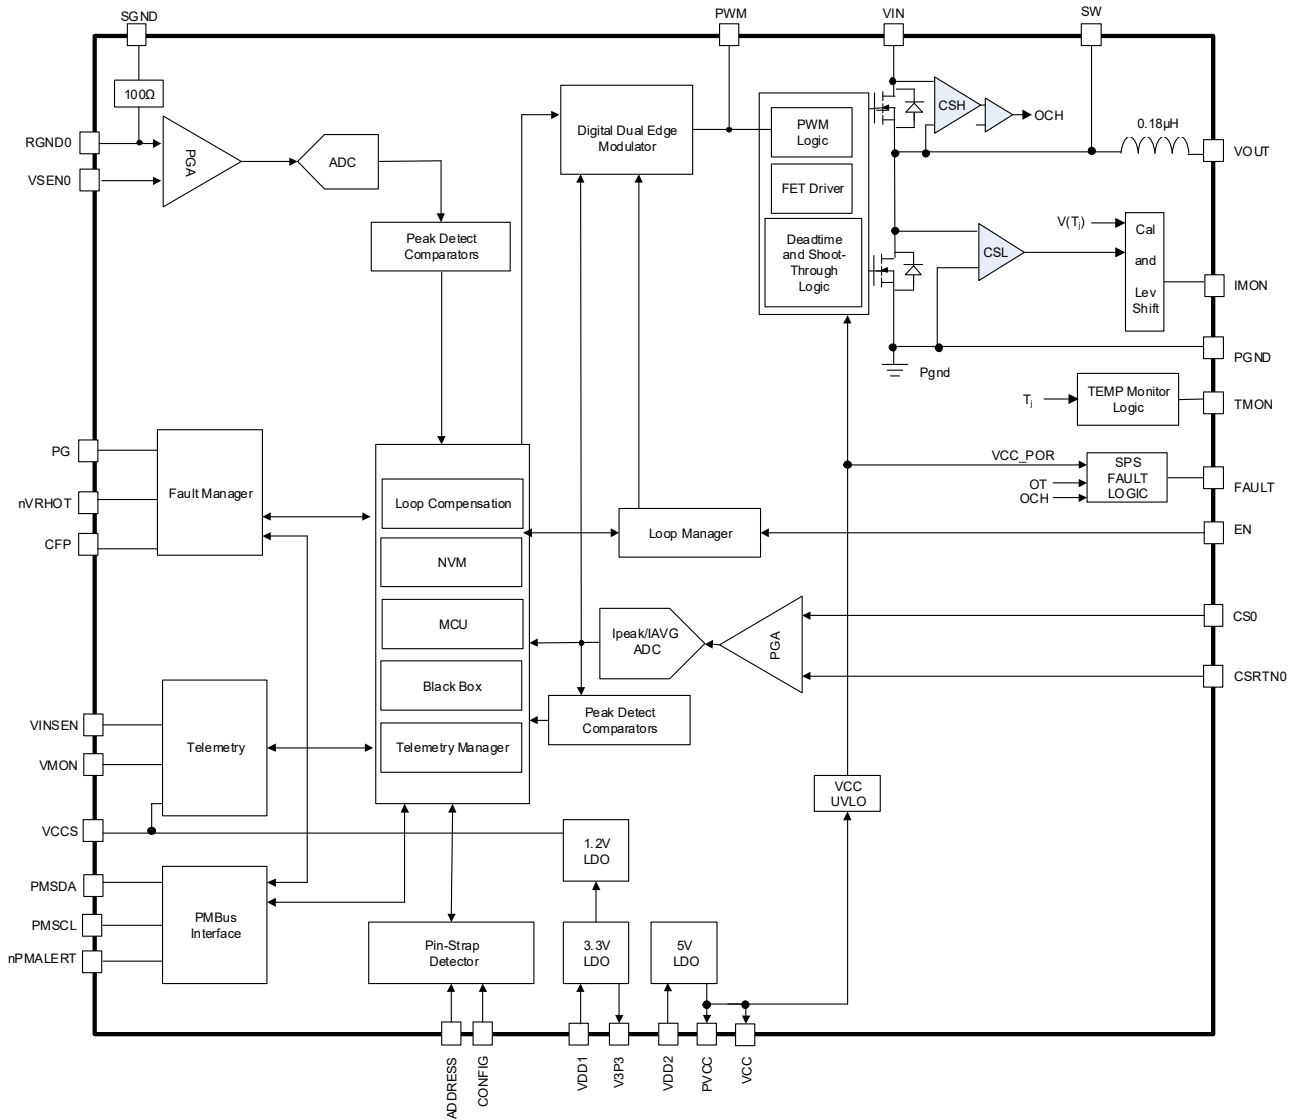 SGND
PWM
VIN
SW
100Ω
RGND0
VSEN0
PGA
ADC
Peak Detect
Comparators
Digital Dual Edge
Modulator
PWM
Logic
FET Driver
Deadtime
and Shoot-
Through
Logic
CSH
OCH
0.18µH
VOUT
CSL
V(Tj)
Cal
and
Lev
Shift
IMON
PGND
Pgnd
Tj
TEMP Monitor
Logic
TMON
VCC_POR
OT
OCH
SPS
FAULT
LOGIC
FAULT
EN
PG
nVRHOT
CFP
Fault Manager
Loop Compensation
NVM
MCU
Black Box
Telemetry Manager
Loop Manager
Ipeak/IAVG
ADC
PGA
CS0
CSRTN0
Peak Detect
Comparators
VINSEN
VMON
Telemetry
VCCS
VCC
UVLO
1.2V
LDO
PMSDA
PMSCL
nPMALERT
PMBus
Interface
Pin-Strap
Detector
3.3V
LDO
5V
LDO
ADDRESS
CONFIG
VDD1
V3P3
VDD2
PVCC
VCC